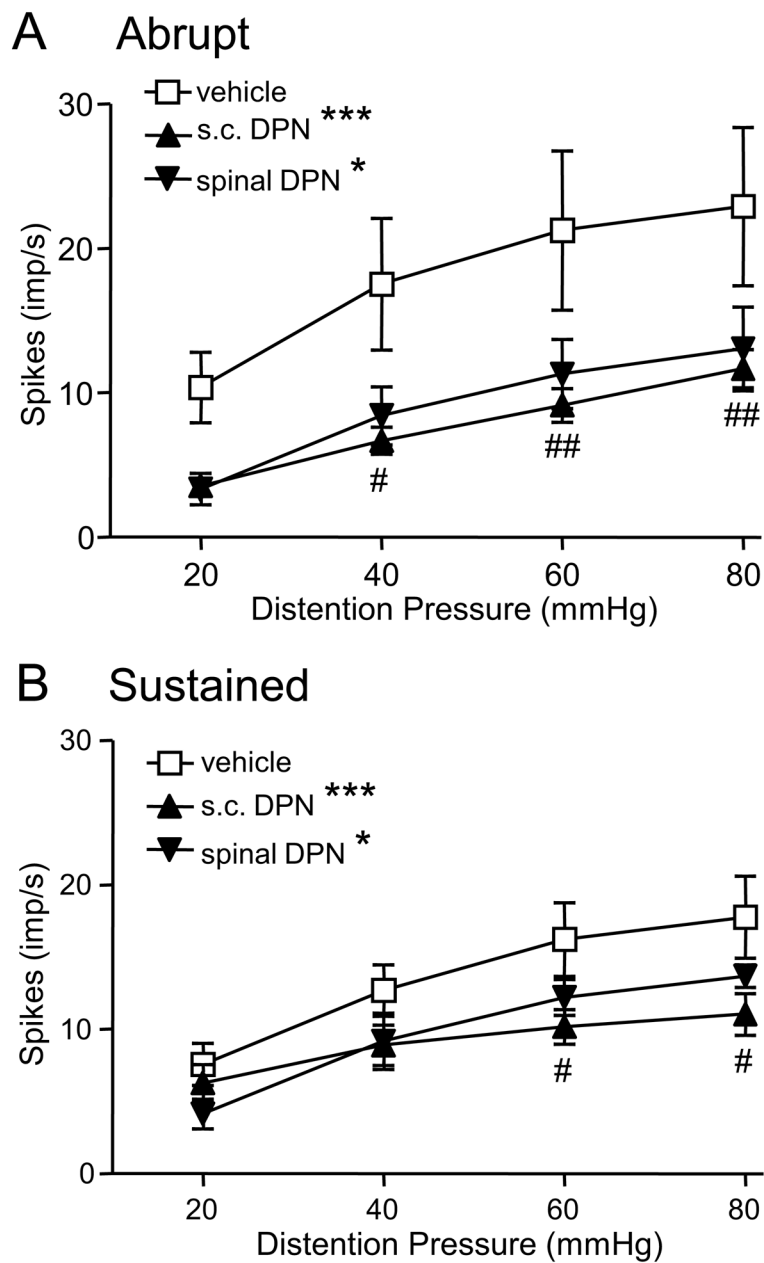 A Abrupt
vehicle
s.c. DPN ***
spinal DPN *
30
20
10
0
Spikes (imp/s)
#
##
##
20 40 60 80
Distention Pressure (mmHg)
B Sustained
vehicle
s.c. DPN ***
spinal DPN *
30
20
10
0
Spikes (imp/s)
#
#
20 40 60 80
Distention Pressure (mmHg)